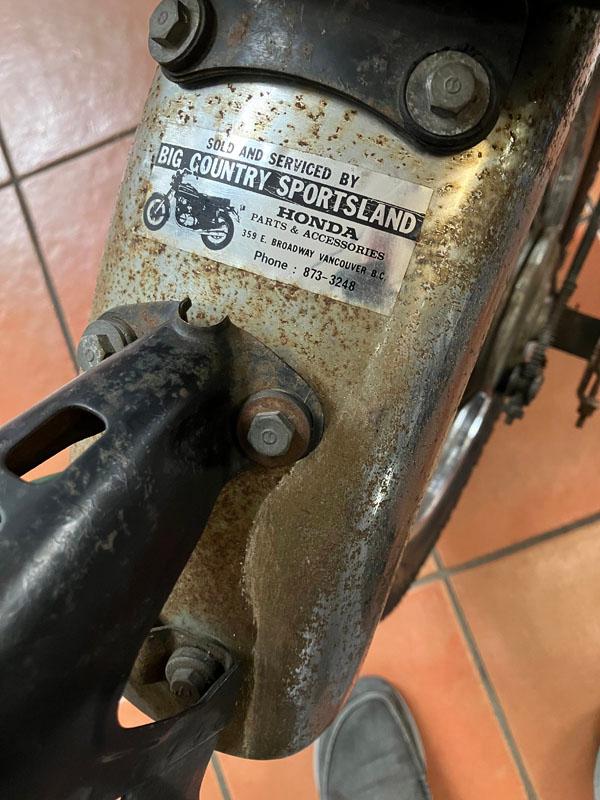 SOLD AND SERVICED BY
BIG COUNTRY SPORTSLAND
HONDA
PARTS & ACCESSORIES
359 E. BROADWAY VANCOUVER B.C.
Phone : 873-3248